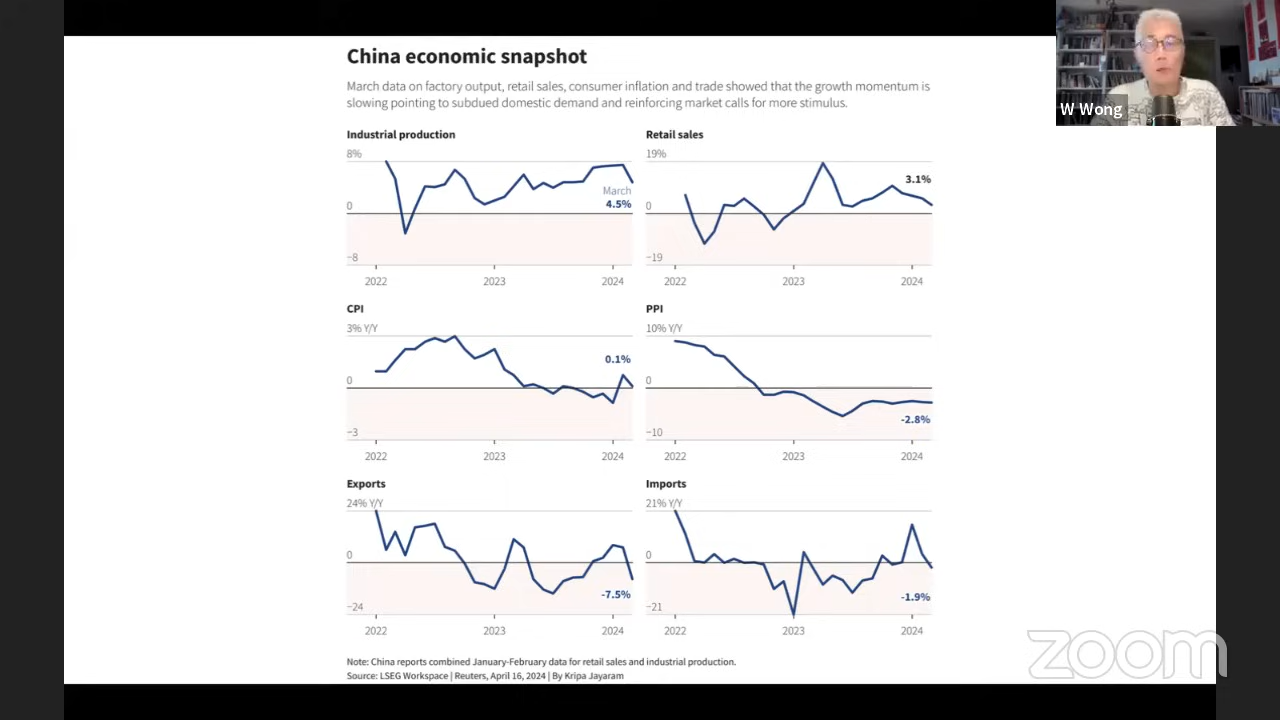 China economic snapshot
March data on factory output, retail sales, consumer inflation and trade showed that the growth momentum is
slowing pointing to subdued domestic demand and reinforcing market calls for more stimulus.
W Wong
Industrial production
8%
0
−8
March
4.5%
2022 2023 2024
Retail sales
19%
0
−19
3.1%
2022 2023 2024
CPI
3% Y/Y
0
−3
0.1%
2022 2023 2024
PPI
10% Y/Y
0
−10
-2.8%
2022 2023 2024
Exports
24% Y/Y
0
−24
-7.5%
2022 2023 2024
Imports
21% Y/Y
0
−21
-1.9%
2022 2023 2024
Note: China reports combined January-February data for retail sales and industrial production.
Source: LSEG Workspace | Reuters, April 16, 2024 | By Kripa Jayaram
zoom